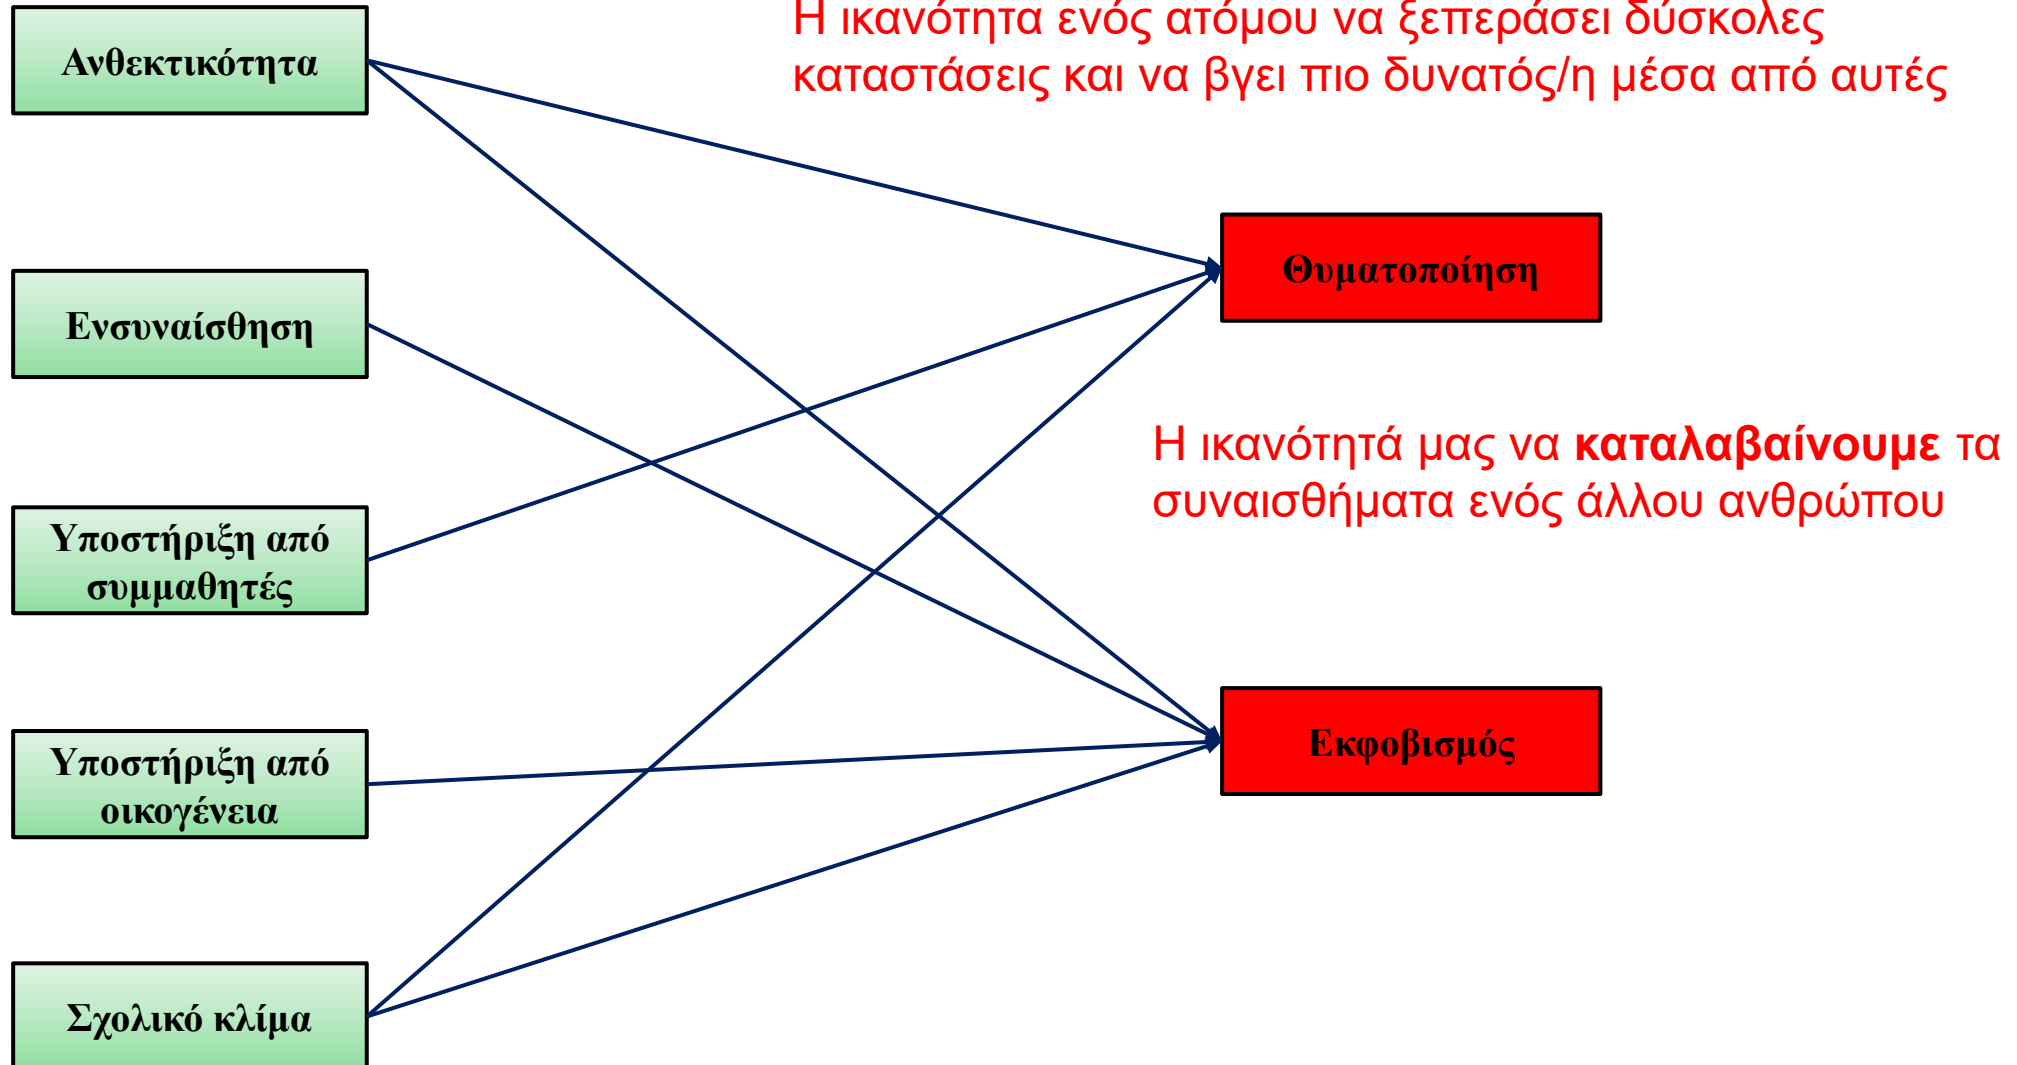 Η ικανότητα ενός ατόμου να ξεπεράσει δύσκολες
καταστάσεις και να βγει πιο δυνατός/η μέσα από αυτές
Ανθεκτικότητα
Θυματοποίηση
Ενσυναίσθηση
Η ικανότητά μας να καταλαβαίνουμε τα
συναισθήματα ενός άλλου ανθρώπου
Υποστήριξη από
συμμαθητές
Εκφοβισμός
Υποστήριξη από
οικογένεια
Σχολικό κλίμα